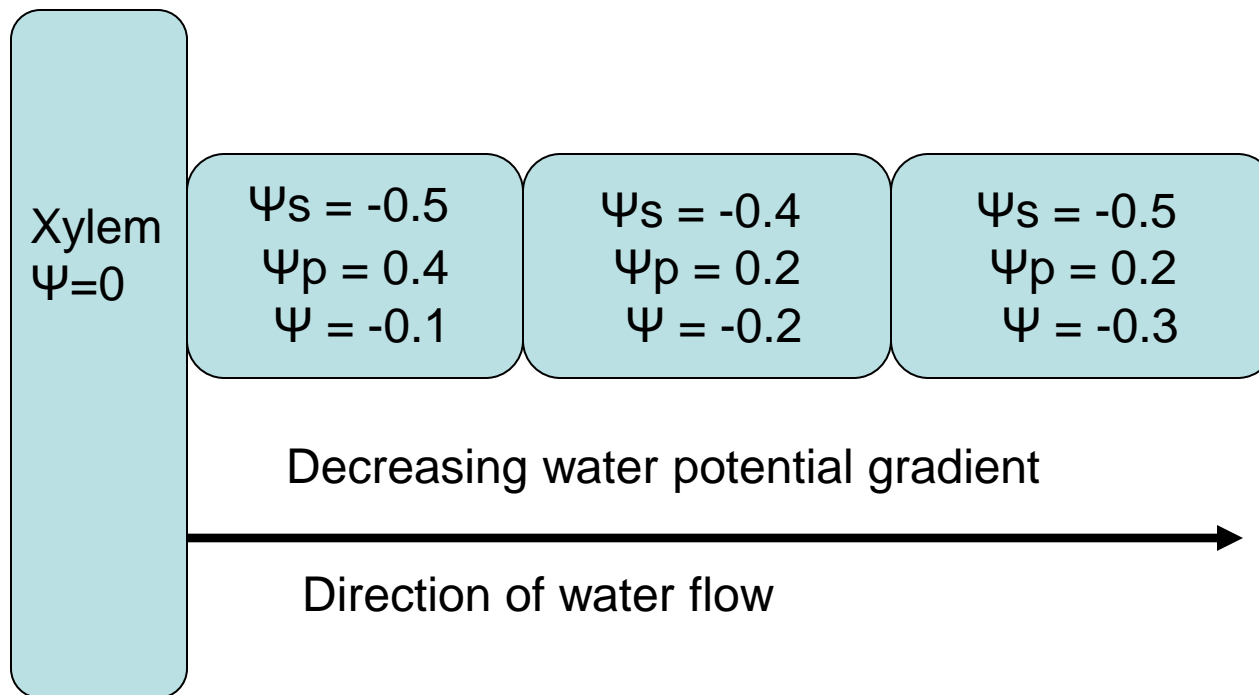 Xylem
Ψ=0
Ψs = -0.5
Ψp = 0.4
Ψ = -0.1
Ψs = -0.4
Ψp = 0.2
Ψ = -0.2
Ψs = -0.5
Ψp = 0.2
Ψ = -0.3
Decreasing water potential gradient
Direction of water flow